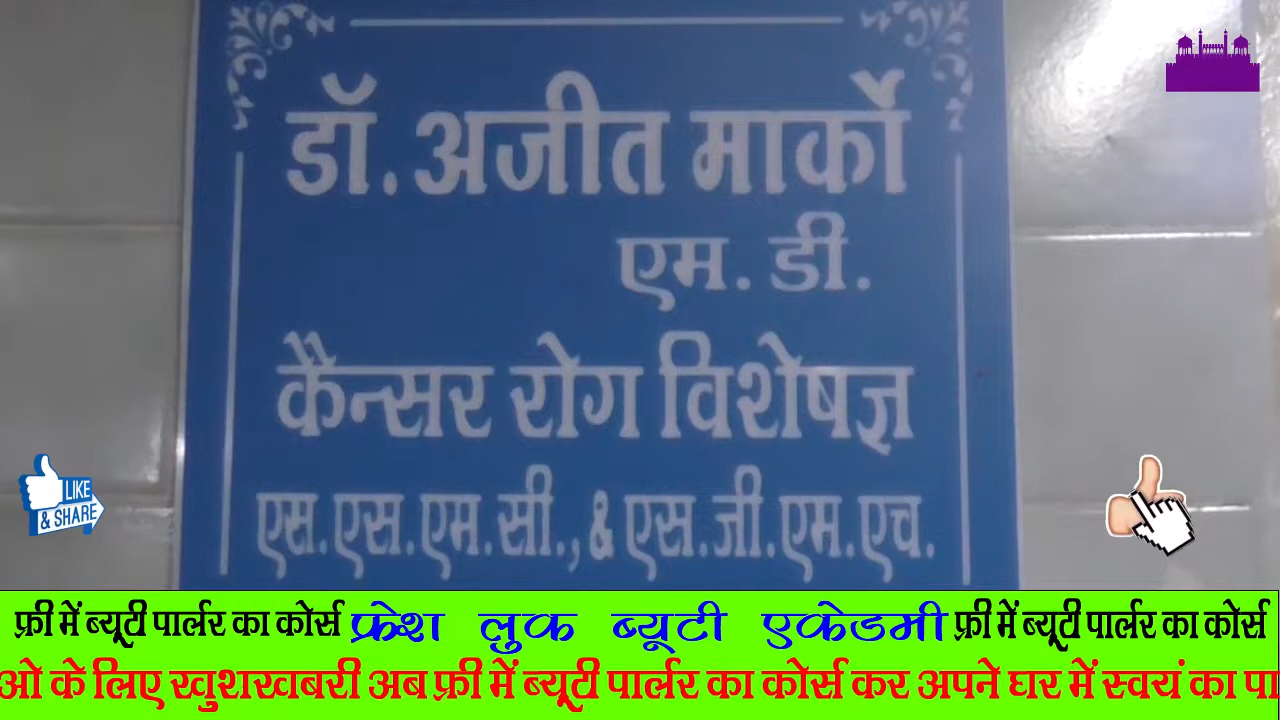 डॉ. अजीत मार्को
एम. डी.
कैन्सर रोग विशेषज्ञ
एस.एस.एम.सी., & एस.जी.एम.एच.
LIKE
& SHARE
फ्री में ब्यूटी पार्लर का कोर्स फ्रेश लुक ब्यूटी एकेडमी फ्री में ब्यूटी पार्लर का कोर्स
ओ के लिए खुशखबरी अब फ्री में ब्यूटी पार्लर का कोर्स कर अपने घर में स्वयं का पा